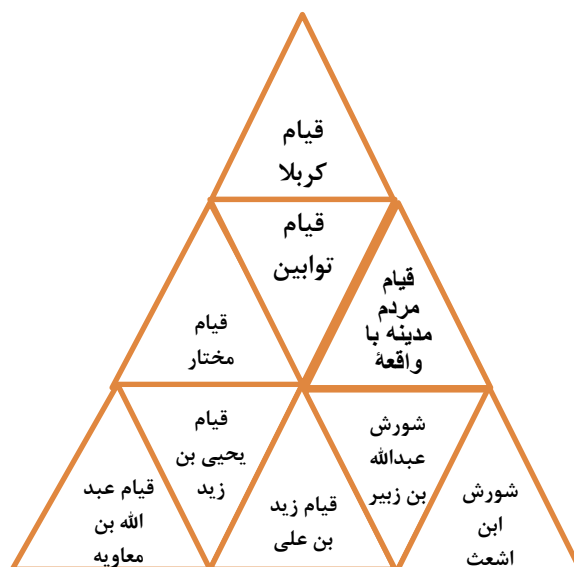 قیام
کربلا
قیام
توابین
قیام
مردم
مدینه با
واقعهٔ
قیام
مختار
شورش
عبدالله
بن زبیر
قیام
یحیی بن
زید
شورش
ابن
اشعث
قیام زید
بن علی
قیام عبد
الله بن
معاویه